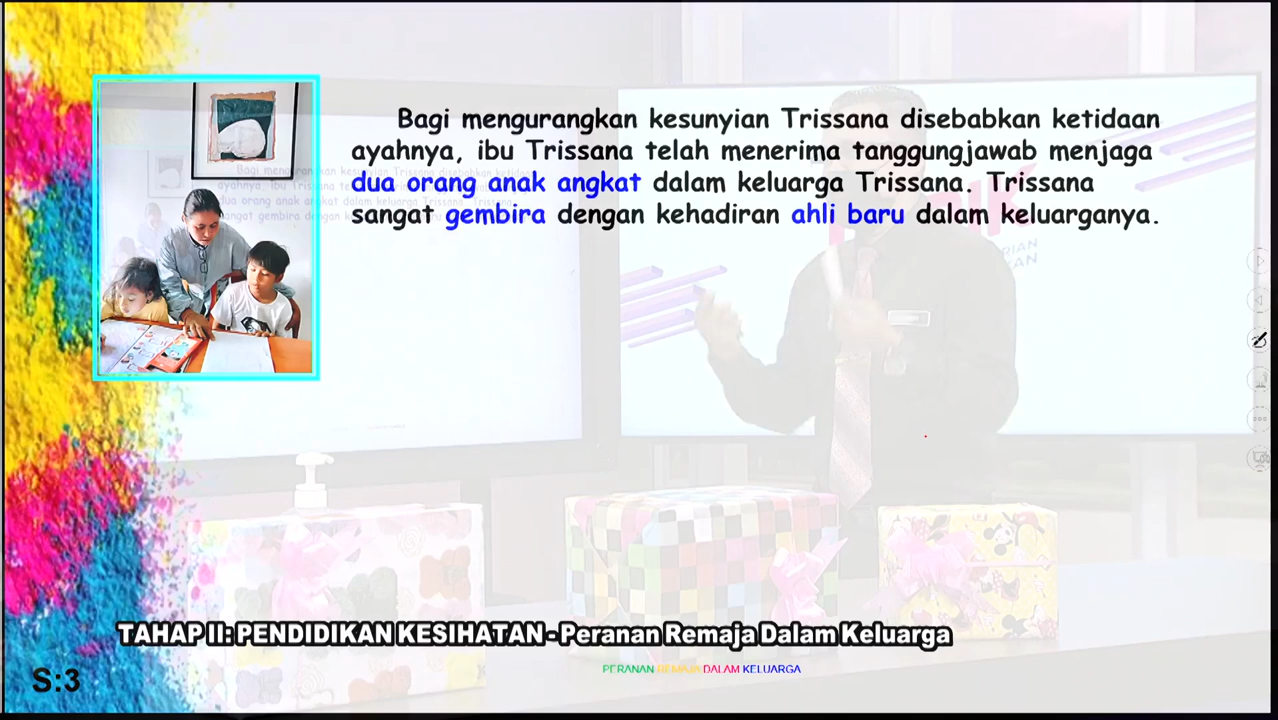 Bagi mengurangkan kesunyian Trissana disebabkan ketidaan
ayahnya, ibu Trissana telah menerima tanggungjawab menjaga
dua orang anak angkat dalam keluarga Trissana. Trissana
sangat gembira dengan kehadiran ahli baru dalam keluarganya.
TAHAP II: PENDIDIKAN KESIHATAN - Peranan Remaja Dalam Keluarga
PERANAN REMAJA DALAM KELUARGA
S:3